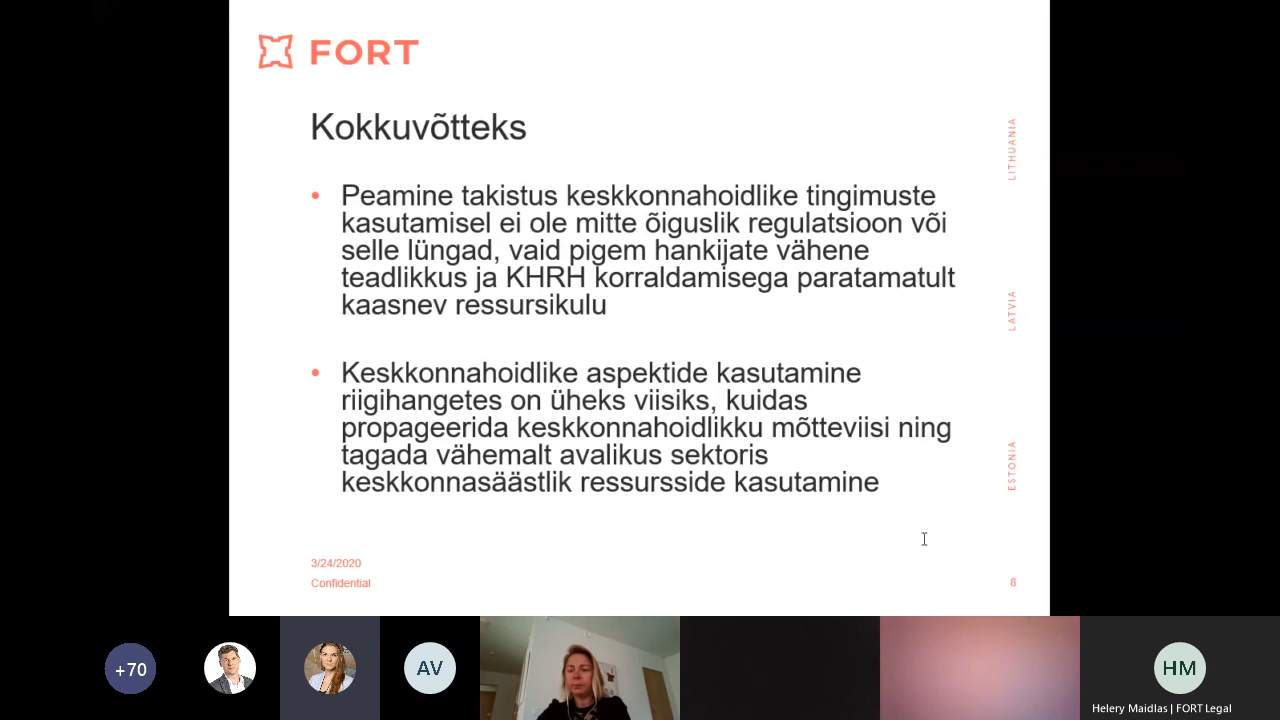 FORT
Kokkuvõtteks
• Peamine takistus keskkonnahoidlike tingimuste
kasutamisel ei ole mitte õiguslik regulatsioon või
selle lüngad, vaid pigem hankijate vähene
teadlikkus ja KHRH korraldamisega paratamatult
kaasnev ressursikulu
• Keskkonnahoidlike aspektide kasutamine
riigihangetes on üheks viisiks, kuidas
propageerida keskkonnahoidlikku mõtteviisi ning
tagada vähemalt avalikus sektoris
keskkonnasäästlik ressursside kasutamine
LITHUANIA
LATVIA
ESTONIA
3/24/2020
Confidential
8
+70
AV
HM
Helery Maidlas | FORT Legal